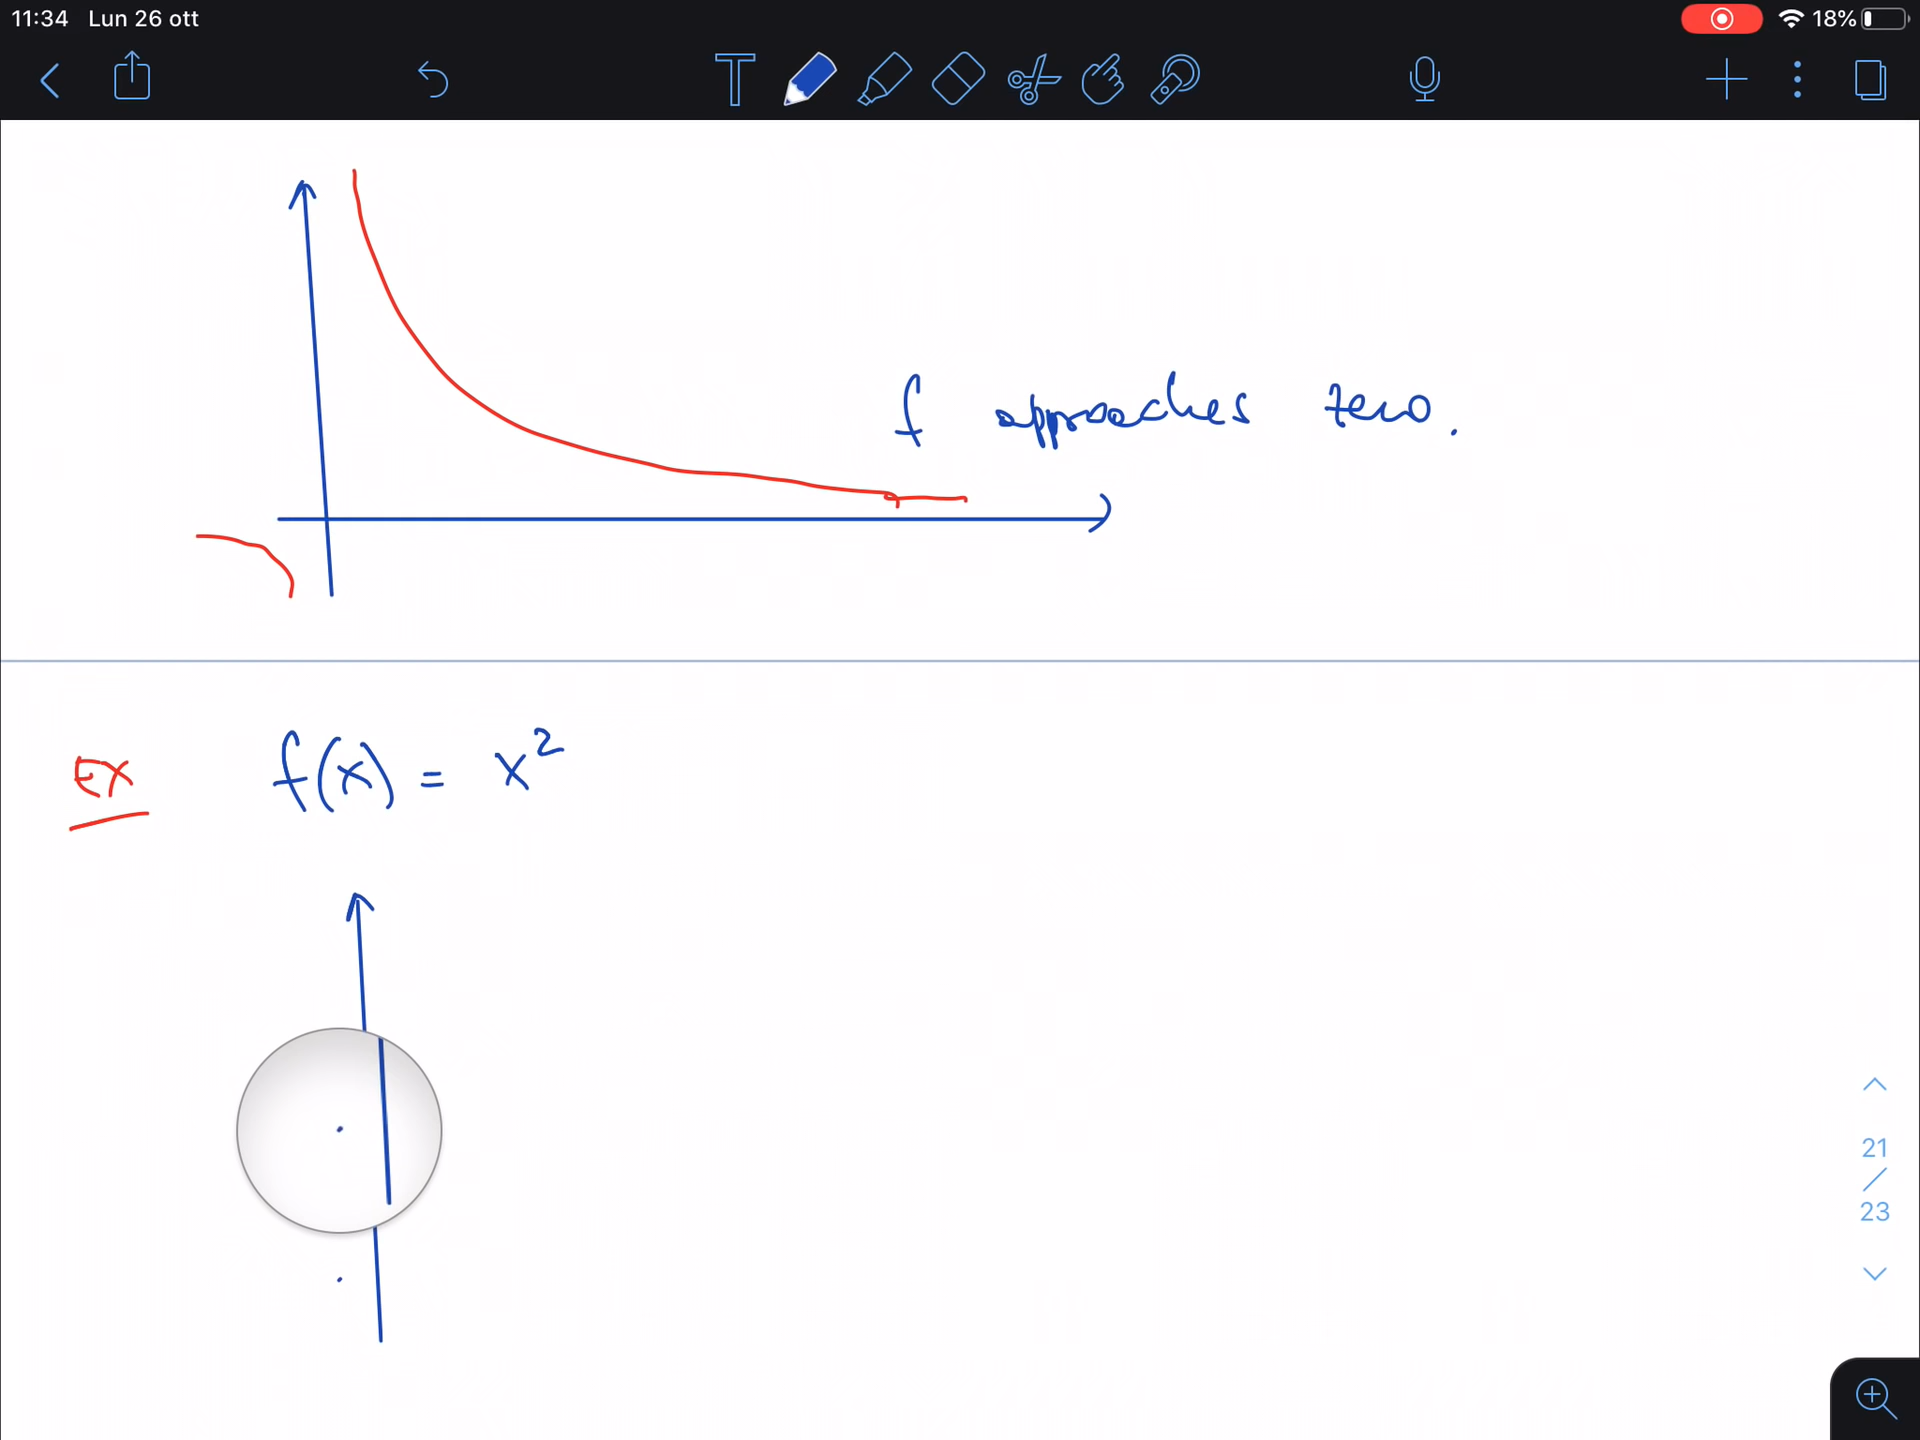 11:34 Lun 26 ott 18%
f approaches zero.
EX f(x) = x²
21
/
23